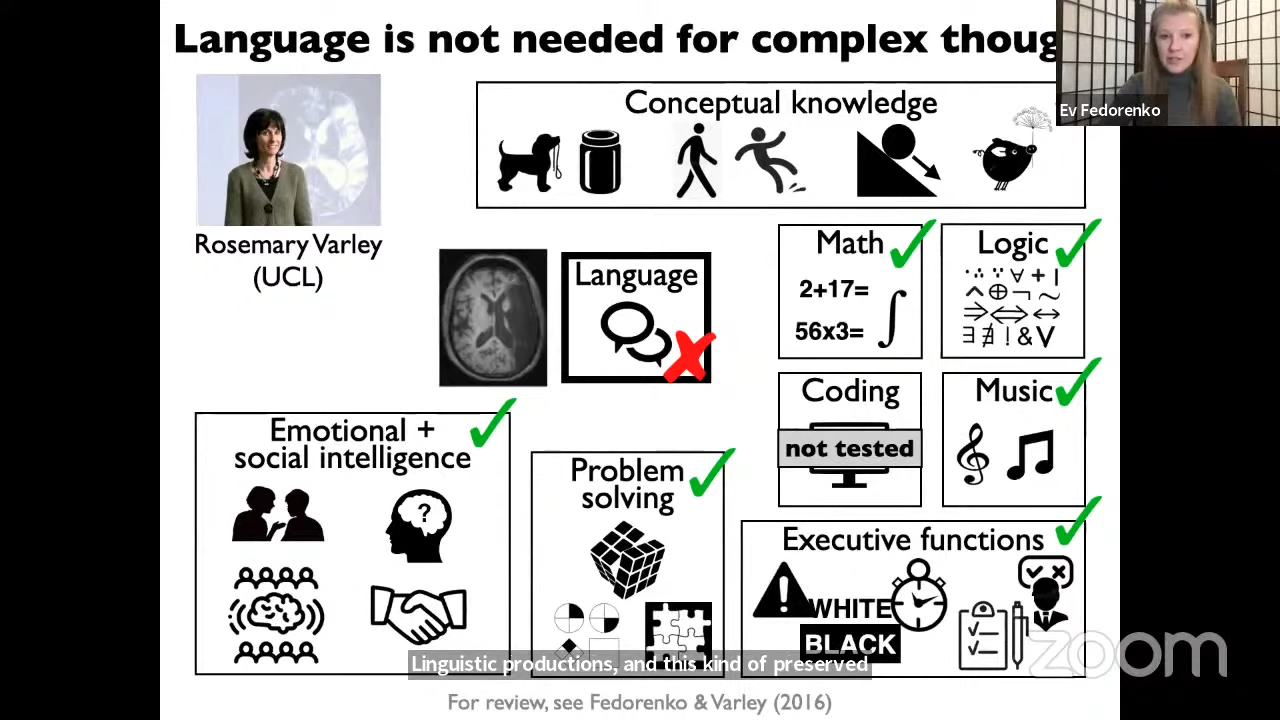 Language is not needed for complex thoug
Ev Fedorenko
Conceptual knowledge
Rosemary Varley
(UCL)
Language
Math
2+17=
56x3=
∫
Logic
∀ + |
^ ⊕ ¬ ~
⇒ ⇔ ↔
∃ ∄ ! & V
Coding
not tested
Music
Emotional +
social intelligence
?
Problem
solving
Executive functions
WHITE
BLACK
Linguistic productions, and this kind of preserved
zoom
For review, see Fedorenko & Varley (2016)